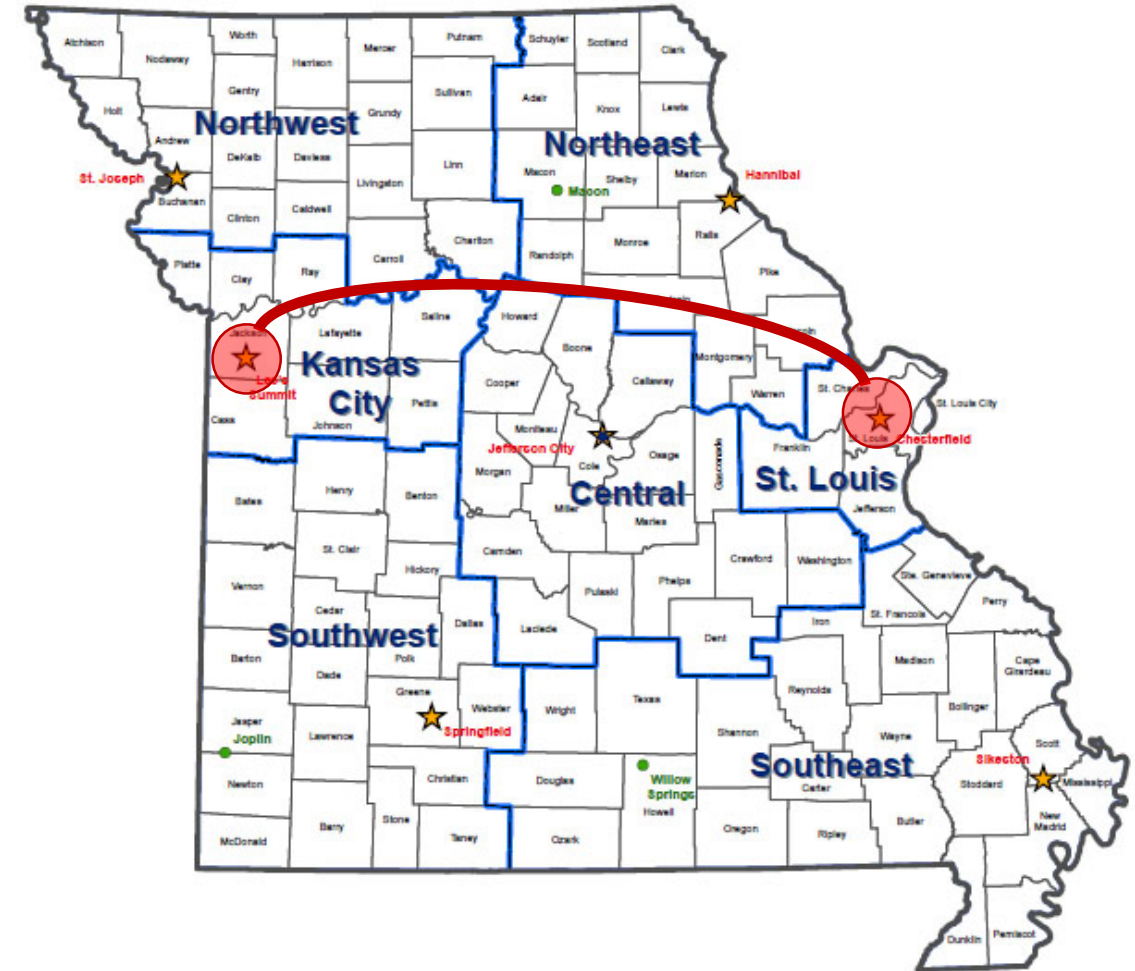 Atchison
Nodaway
Worth
Harrison
Mercer
Putnam
Schuyler
Scotland
Clark
Gentry
Sullivan
Adair
Knox
Lewis
Holt
Grundy
Northwest
Northeast
Andrew
DeKalb
Daviess
Linn
Macon
Shelby
Marion
Hannibal
St. Joseph
Livingston
Macon
Buchanan
Clinton
Caldwell
Chariton
Randolph
Monroe
Ralls
Platte
Clay
Ray
Carroll
Pike
Jackson
Lafayette
Saline
Howard
Boone
Kansas
City
Lee's
Summit
Cooper
Callaway
Montgomery
Warren
St. Charles
St. Louis City
Cass
Johnson
Pettis
Moniteau
Jefferson City
Cole
Osage
Gasconade
Franklin
St. Louis
Chesterfield
Morgan
Central
St. Louis
Bates
Henry
Benton
Miller
Maries
Jefferson
St. Clair
Camden
Crawford
Washington
Vernon
Hickory
Pulaski
Phelps
Ste. Genevieve
Cedar
Dallas
Laclede
Dent
Iron
St. Francois
Perry
Southwest
Barton
Polk
Dade
Madison
Cape
Girardeau
Greene
Webster
Wright
Texas
Reynolds
Bollinger
Jasper
Joplin
Lawrence
Springfield
Shannon
Wayne
Scott
Sikeston
Southeast
Newton
Christian
Douglas
Willow
Springs
Howell
Carter
Stoddard
Mississippi
McDonald
Barry
Stone
Taney
Ozark
Oregon
Ripley
Butler
New
Madrid
Dunklin
Pemiscot